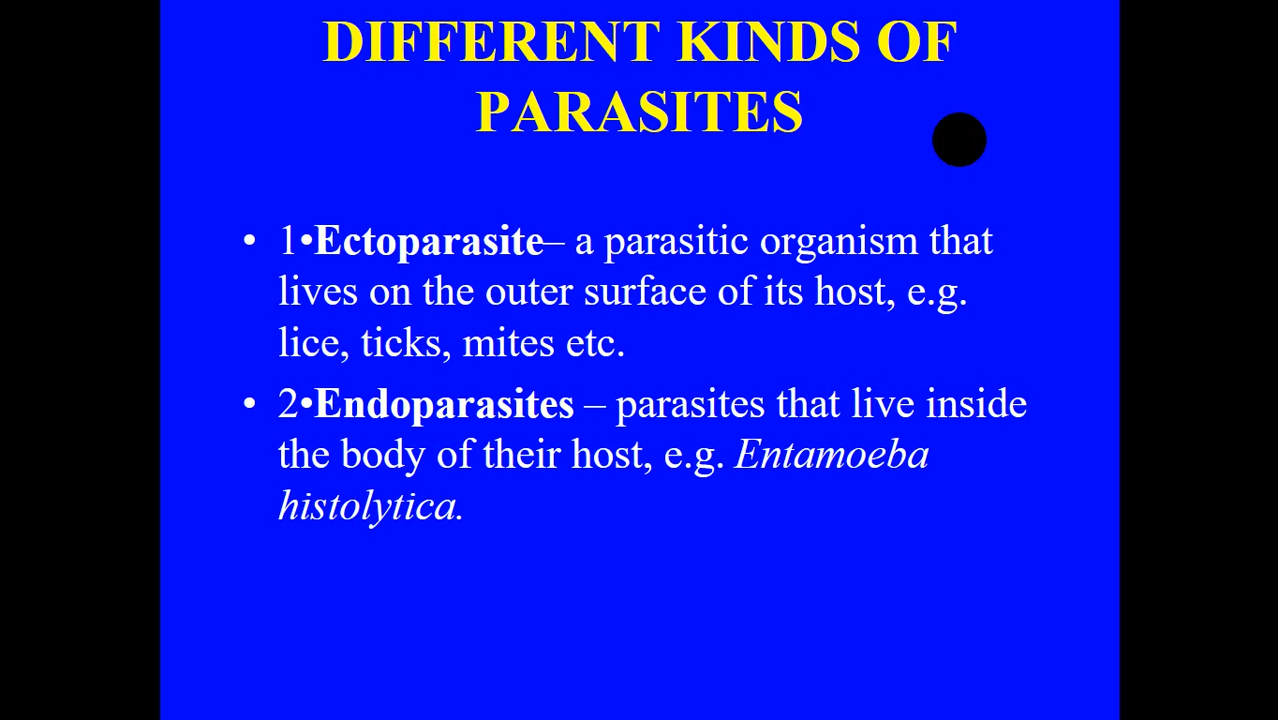 DIFFERENT KINDS OF
PARASITES
• 1•Ectoparasite– a parasitic organism that
lives on the outer surface of its host, e.g.
lice, ticks, mites etc.
• 2•Endoparasites – parasites that live inside
the body of their host, e.g. Entamoeba
histolytica.